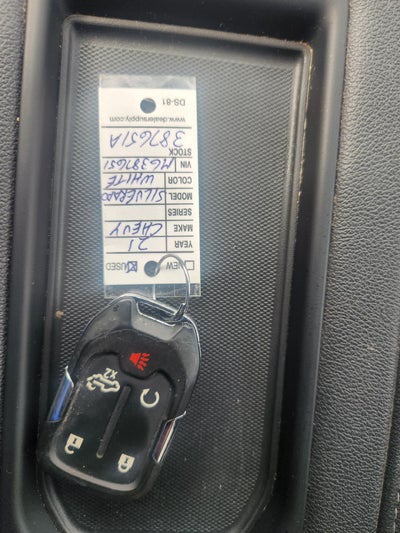 NEW USED
YEAR 21
MAKE CHEVY
SERIES
MODEL SILVERADO
COLOR WHITE
VIN MG387651
STOCK 387651A
www.dealersupply.com
DS-81
X2